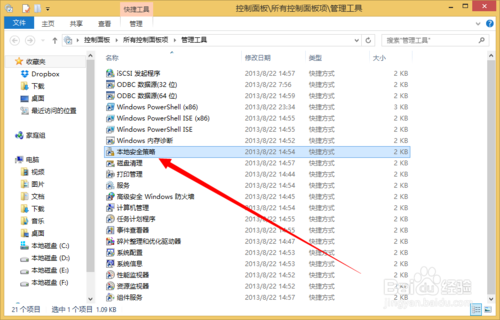 快捷工具
控制面板\所有控制面板项\管理工具
文件 主页 共享 查看 管理
控制面板 ▸ 所有控制面板项 ▸ 管理工具
搜索"管理工具"
名称 修改日期 类型 大小
收藏夹
Dropbox
下载
桌面
最近访问的位置
家庭组
电脑
视频
图片
文档
下载
音乐
桌面
本地磁盘 (C:)
本地磁盘 (D:)
本地磁盘 (E:)
本地磁盘 (F:)
iSCSI 发起程序 2013/8/22 14:57 快捷方式 2 KB
ODBC 数据源(32 位) 2013/8/22 7:56 快捷方式 2 KB
ODBC 数据源(64 位) 2013/8/22 14:59 快捷方式 2 KB
Windows PowerShell (x86) 2013/8/22 23:34 快捷方式 3 KB
Windows PowerShell ISE (x86) 2013/8/22 14:55 快捷方式 2 KB
Windows PowerShell ISE 2013/8/22 14:55 快捷方式 2 KB
Windows 内存诊断 2013/8/22 14:52 快捷方式 2 KB
本地安全策略 2013/8/22 14:54 快捷方式 2 KB
磁盘清理 2013/8/22 14:57 快捷方式 2 KB
打印管理 2013/8/22 14:44 快捷方式 2 KB
服务 2013/8/22 14:54 快捷方式 2 KB
高级安全 Windows 防火墙 2013/8/22 14:45 快捷方式 2 KB
计算机管理 2013/8/22 14:54 快捷方式 2 KB
任务计划程序 2013/8/22 14:55 快捷方式 2 KB
事件查看器 2013/8/22 14:55 快捷方式 2 KB
碎片整理和优化驱动器 2013/8/22 14:47 快捷方式 2 KB
系统配置 2013/8/22 14:53 快捷方式 2 KB
系统信息 2013/8/22 14:53 快捷方式 2 KB
性能监视器 2013/8/22 14:52 快捷方式 2 KB
资源监视器 2013/8/22 14:52 快捷方式 2 KB
组件服务 2013/8/22 14:57 快捷方式 2 KB
21 个项目 选中 1 个项目 1.09 KB
Baidu 经验
jingyan.baidu.com